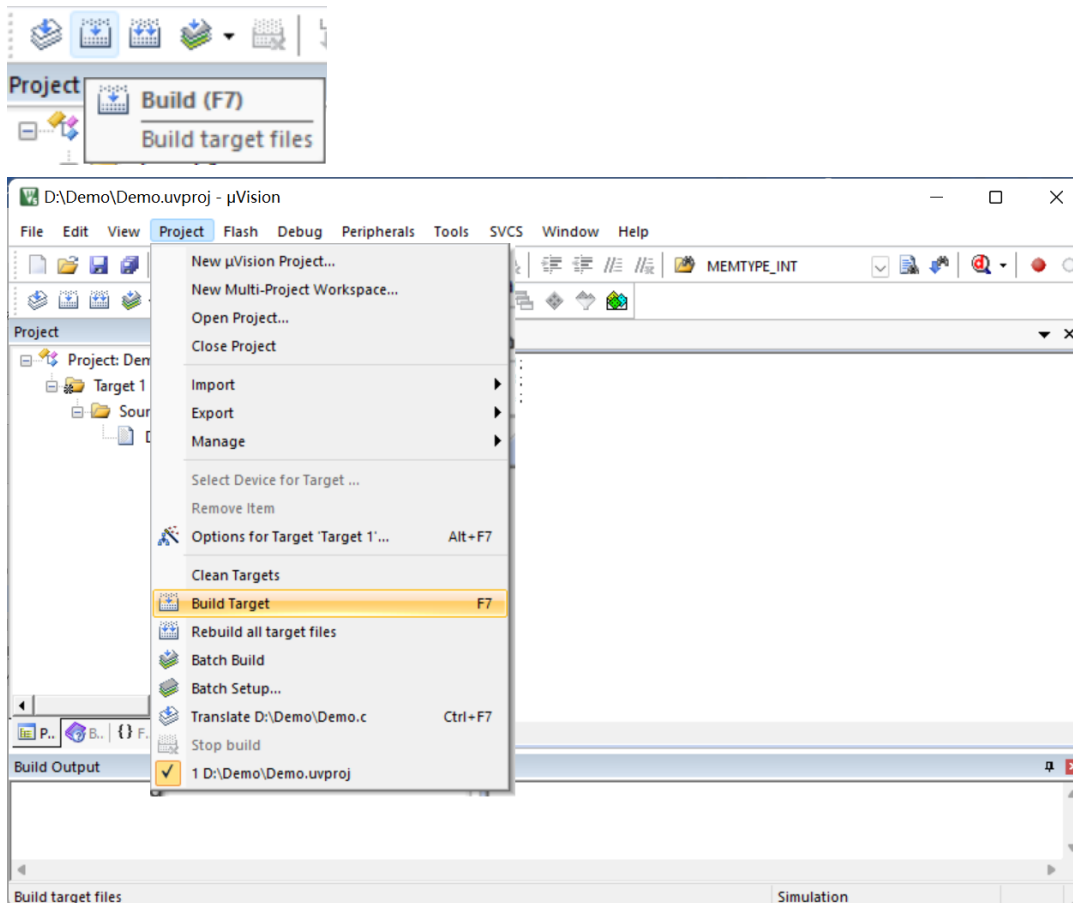 Project
Build (F7)
Build target files
D:\Demo\Demo.uvproj - µVision
File Edit View Project Flash Debug Peripherals Tools SVCS Window Help
MEMTYPE_INT
Project
Project: Dem
Target 1
Sour
New µVision Project...
New Multi-Project Workspace...
Open Project...
Close Project
Import
Export
Manage
Select Device for Target ...
Remove Item
Options for Target 'Target 1'... Alt+F7
Clean Targets
Build Target F7
Rebuild all target files
Batch Build
Batch Setup...
Translate D:\Demo\Demo.c Ctrl+F7
Stop build
1 D:\Demo\Demo.uvproj
P.. B.. {} F.
Build Output
Build target files Simulation